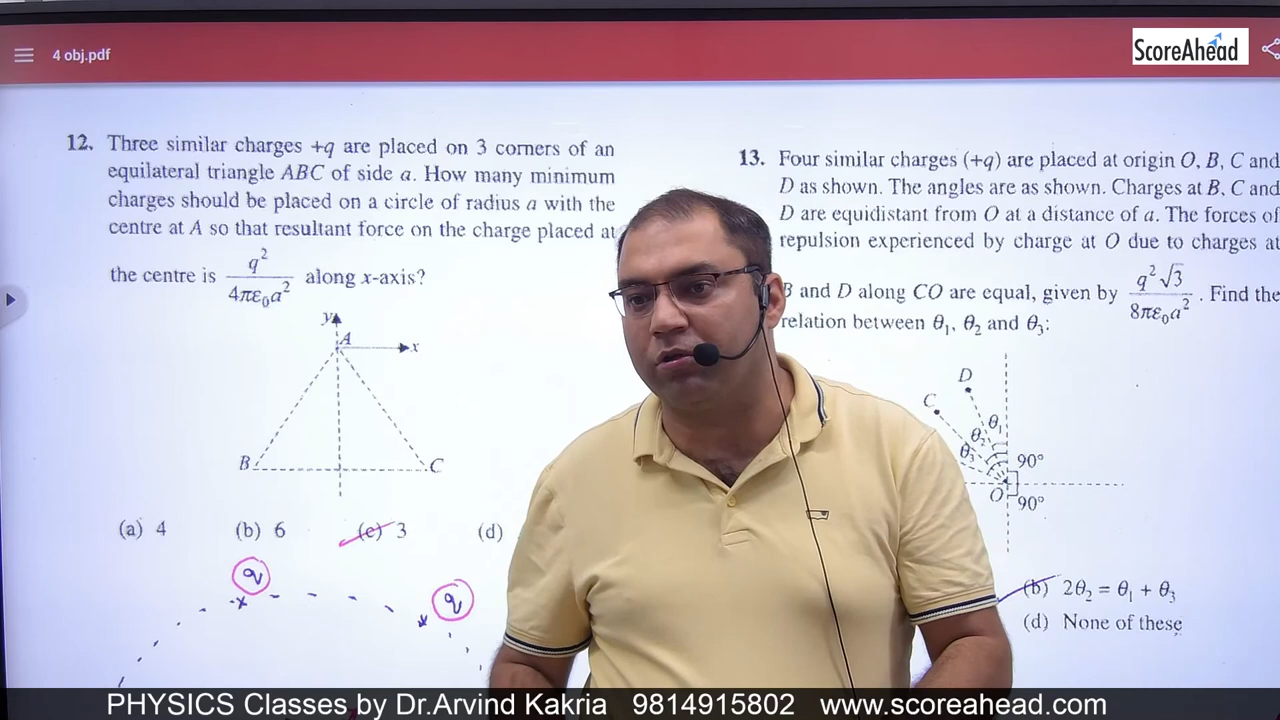 4 obj.pdf
ScoreAhead
12. Three similar charges +q are placed on 3 corners of an
equilateral triangle ABC of side a. How many minimum
charges should be placed on a circle of radius a with the
centre at A so that resultant force on the charge placed at
the centre is q² / 4πε₀a² along x-axis?
y
A
x
B
C
(a) 4 (b) 6 (c) 3 (d)
q
q
13. Four similar charges (+q) are placed at origin O, B, C and
D as shown. The angles are as shown. Charges at B, C and
D are equidistant from O at a distance of a. The forces of
repulsion experienced by charge at O due to charges at
B and D along CO are equal, given by q²√3 / 8πε₀a². Find the
relation between θ₁, θ₂ and θ₃:
D
C
θ₁
θ₂
θ₃
90°
O
90°
(b) 2θ₂ = θ₁ + θ₃
(d) None of these
PHYSICS Classes by Dr.Arvind Kakria 9814915802 www.scoreahead.com